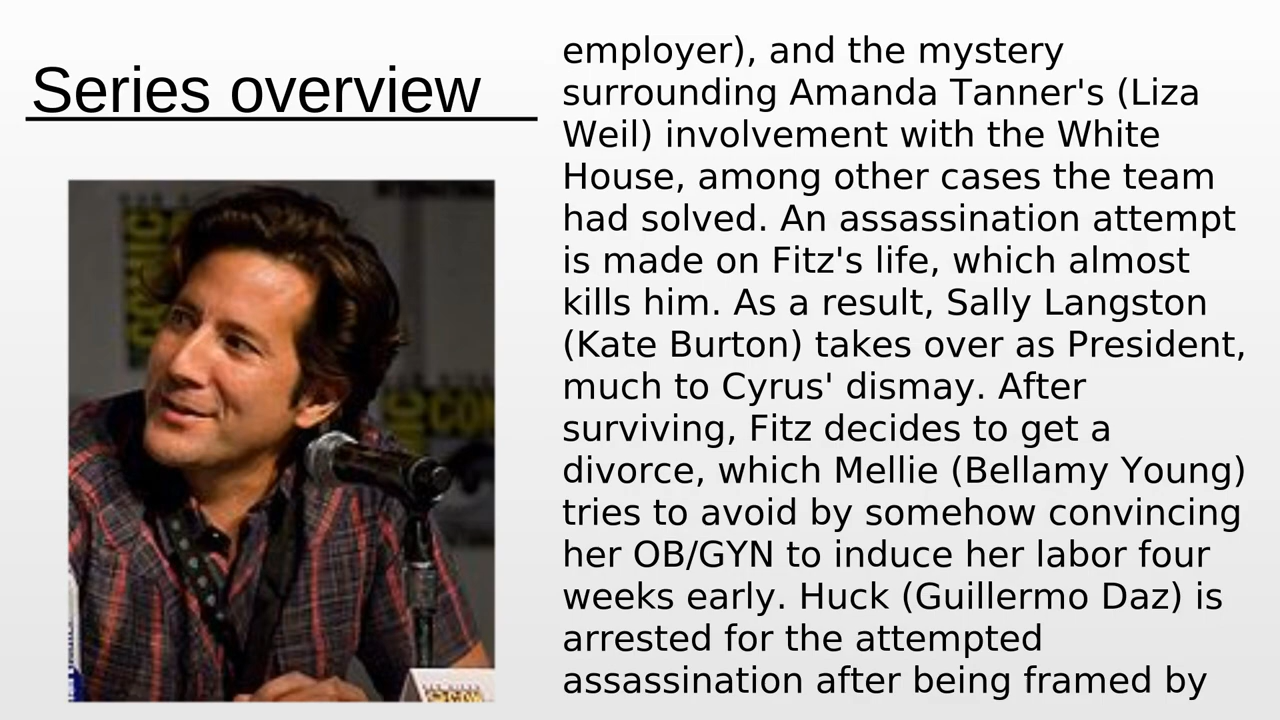 Series overview
employer), and the mystery
surrounding Amanda Tanner's (Liza
Weil) involvement with the White
House, among other cases the team
had solved. An assassination attempt
is made on Fitz's life, which almost
kills him. As a result, Sally Langston
(Kate Burton) takes over as President,
much to Cyrus' dismay. After
surviving, Fitz decides to get a
divorce, which Mellie (Bellamy Young)
tries to avoid by somehow convincing
her OB/GYN to induce her labor four
weeks early. Huck (Guillermo Daz) is
arrested for the attempted
assassination after being framed by